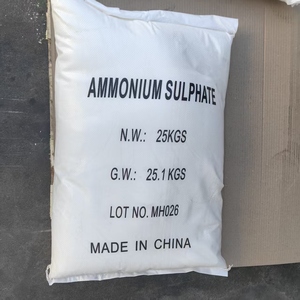 AMMONIUM SULPHATE
N.W.: 25KGS
G.W.: 25.1 KGS
LOT NO. MH026
MADE IN CHINA